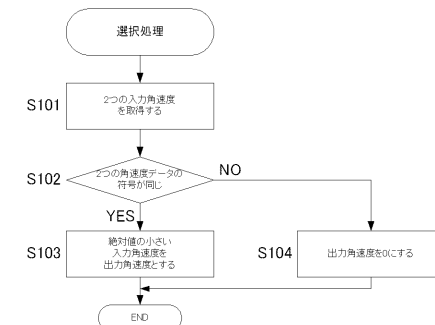 選択処理
S101
2つの入力角速度
を取得する
S102
2つの角速度データの
符号が同じ
NO
YES
S103
絶対値の小さい
入力角速度を
出力角速度とする
S104
出力角速度を0にする
END